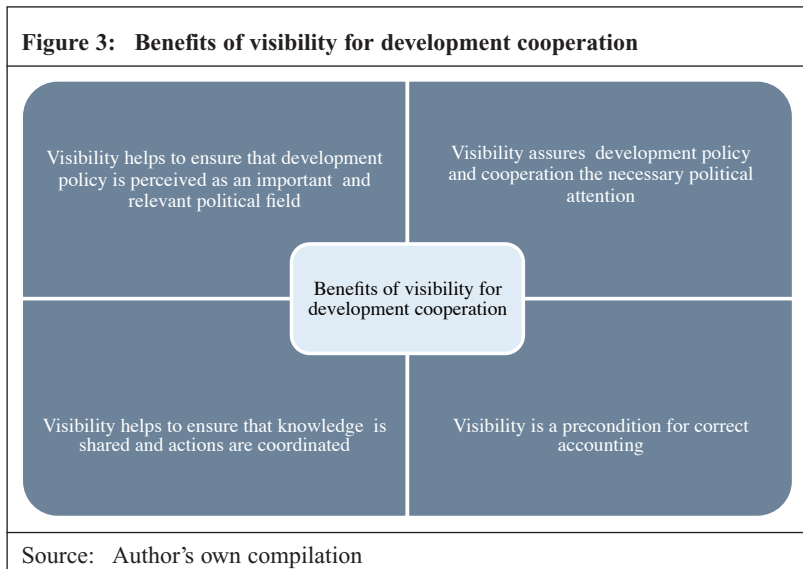 Figure 3: Benefits of visibility for development cooperation
Visibility helps to ensure that development
policy is perceived as an important and
relevant political field
Visibility assures development policy
and cooperation the necessary political
attention
Benefits of visibility for
development cooperation
Visibility helps to ensure that knowledge is
shared and actions are coordinated
Visibility is a precondition for correct
accounting
Source: Author's own compilation